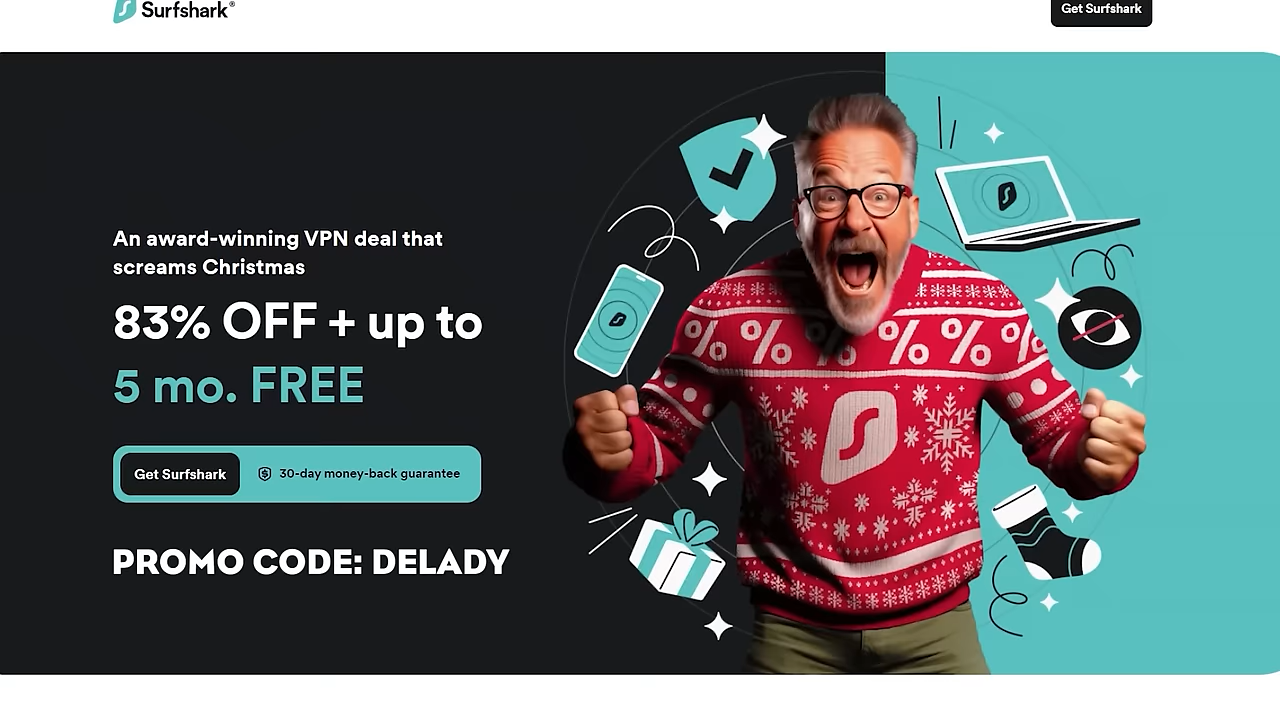 Surfshark®
Get Surfshark
An award-winning VPN deal that
screams Christmas
83% OFF + up to
5 mo. FREE
Get Surfshark
30-day money-back guarantee
PROMO CODE: DELADY
% % % % % %